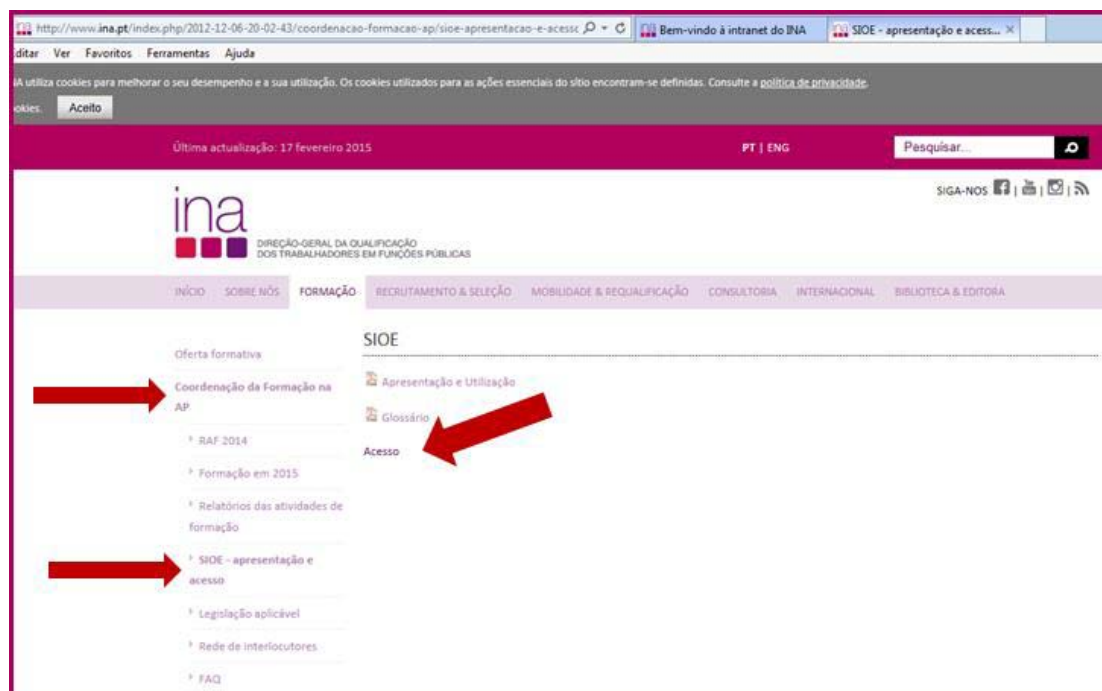 http://www.ina.pt/index.php/2012-12-06-20-02-43/coordenacao-formacao-ap/sioe-apresentacao-e-acess
Bem-vindo à intranet do INA
SIOE - apresentação e acess...
ditar Ver Favoritos Ferramentas Ajuda
utiliza cookies para melhorar o seu desempenho e a sua utilização. Os cookies utilizados para as ações essenciais do sítio encontram-se definidas. Consulte a política de privacidade.
ookies. Aceito
Última actualização: 17 fevereiro 2015
PT | ENG
Pesquisar...
SIGA-NOS
ina
DIREÇÃO-GERAL DA QUALIFICAÇÃO
DOS TRABALHADORES EM FUNÇÕES PÚBLICAS
INÍCIO SOBRE NÓS FORMAÇÃO RECRUTAMENTO & SELEÇÃO MOBILIDADE & REQUALIFICAÇÃO CONSULTORIA INTERNACIONAL BIBLIOTECA & EDITORA
Oferta formativa
Coordenação da Formação na
AP
RAF 2014
Formação em 2015
Relatórios das atividades de
formação
SIOE - apresentação e
acesso
Legislação aplicável
Rede de interlocutores
FAQ
SIOE
Apresentação e Utilização
Glossário
Acesso